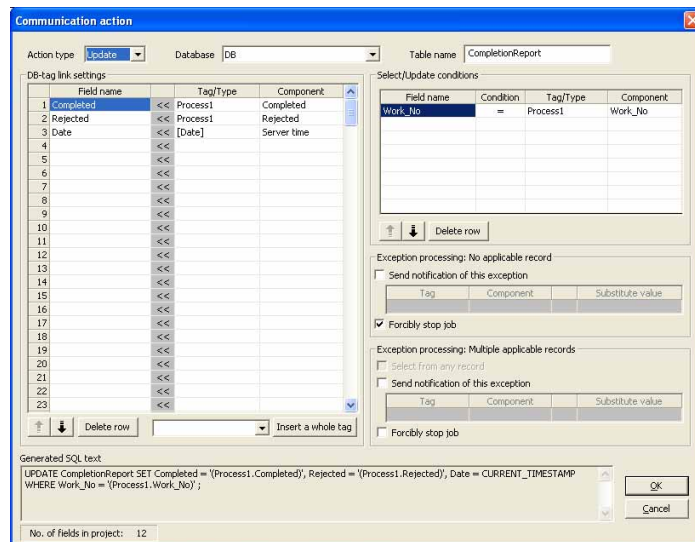 Communication action
Action type Update Database DB Table name CompletionReport
DB-tag link settings
Field name Tag/Type Component
1 Completed << Process1 Completed
2 Rejected << Process1 Rejected
3 Date << [Date] Server time
4 <<
5 <<
6 <<
7 <<
8 <<
9 <<
10 <<
11 <<
12 <<
13 <<
14 <<
15 <<
16 <<
17 <<
18 <<
19 <<
20 <<
21 <<
22 <<
23 <<
Delete row Insert a whole tag
Select/Update conditions
Field name Condition Tag/Type Component
Work_No = Process1 Work_No
Delete row
Exception processing: No applicable record
Send notification of this exception
Tag Component Substitute value
Forcibly stop job
Exception processing: Multiple applicable records
Select from any record
Send notification of this exception
Tag Component Substitute value
Forcibly stop job
Generated SQL text
UPDATE CompletionReport SET Completed = '(Process1.Completed)', Rejected = '(Process1.Rejected)', Date = CURRENT_TIMESTAMP
WHERE Work_No = '(Process1.Work_No)' ;
OK
Cancel
No. of fields in project: 12